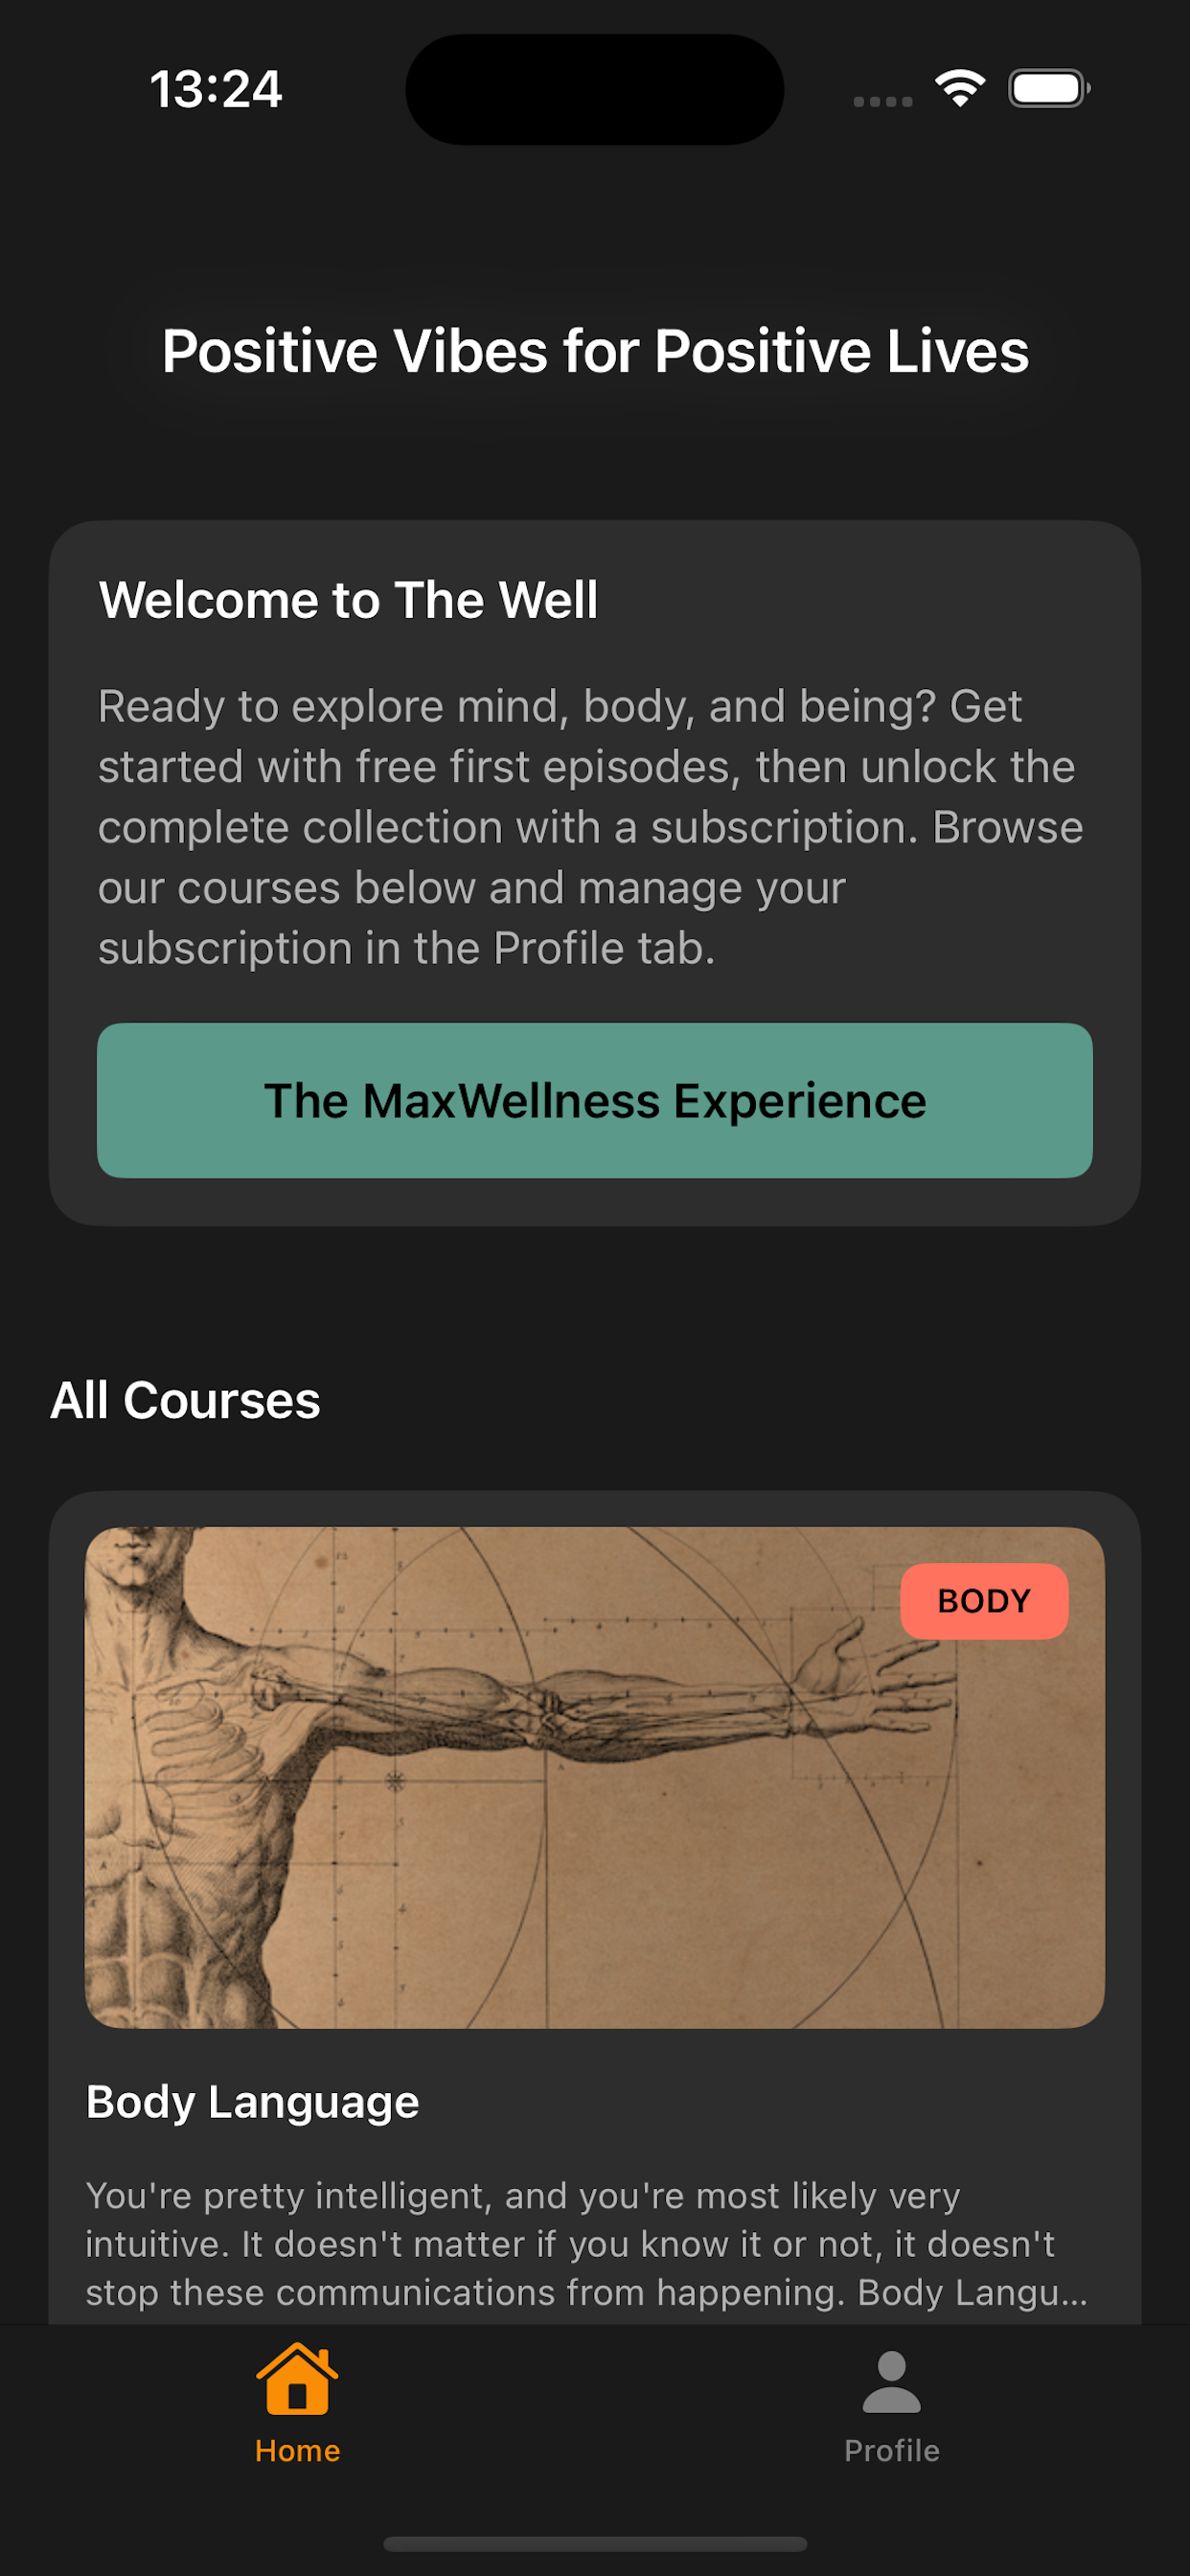 13:24
Positive Vibes for Positive Lives
Welcome to The Well
Ready to explore mind, body, and being? Get
started with free first episodes, then unlock the
complete collection with a subscription. Browse
our courses below and manage your
subscription in the Profile tab.
The MaxWellness Experience
All Courses
BODY
Body Language
You're pretty intelligent, and you're most likely very
intuitive. It doesn't matter if you know it or not, it doesn't
stop these communications from happening. Body Langu...
Home
Profile